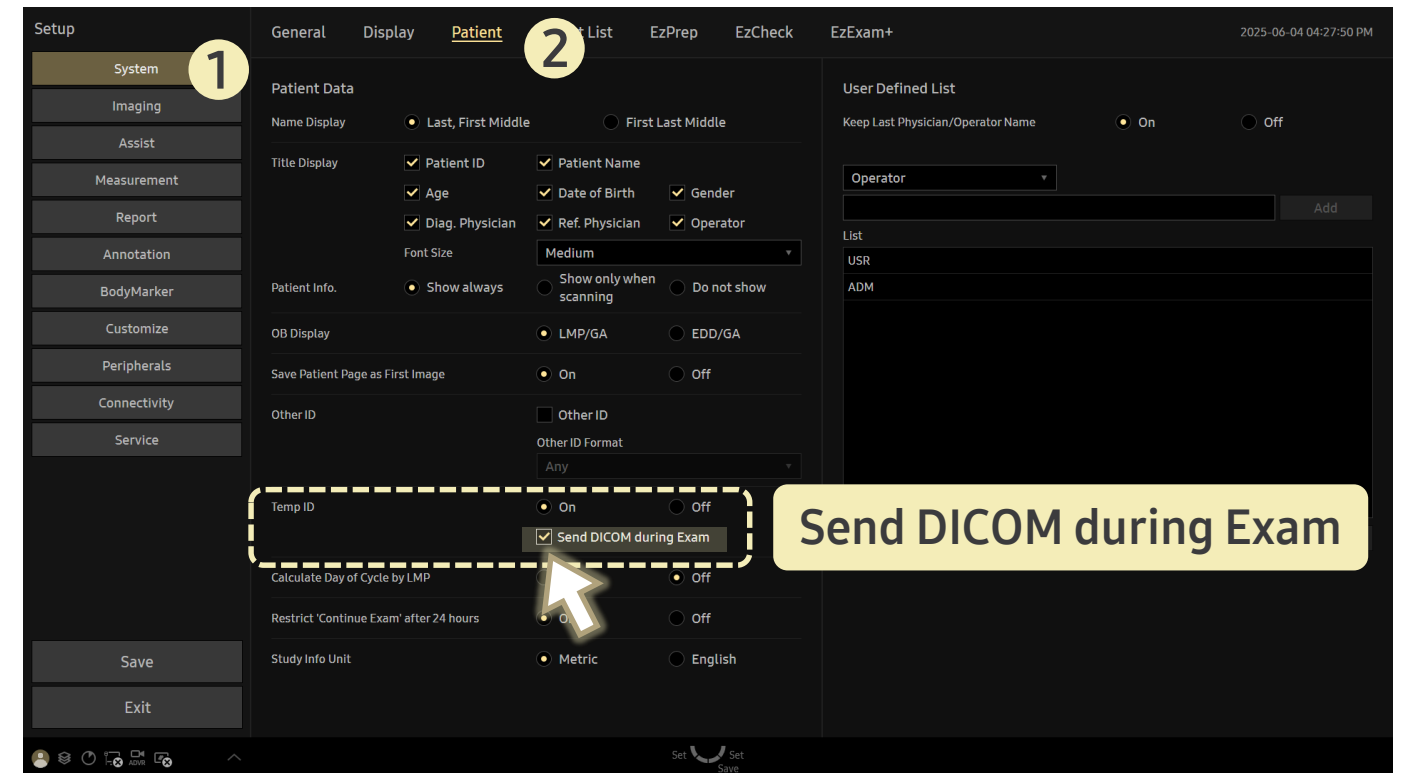 Setup
General Display Patient List EzPrep EzCheck EzExam+
2025-06-04 04:27:50 PM
1
2
System
Imaging
Assist
Measurement
Report
Annotation
BodyMarker
Customize
Peripherals
Connectivity
Service
Save
Exit
Patient Data
Name Display Last, First Middle First Last Middle
Title Display Patient ID Patient Name
Age Date of Birth Gender
Diag. Physician Ref. Physician Operator
Font Size Medium
Patient Info. Show always Show only when
scanning Do not show
OB Display LMP/GA EDD/GA
Save Patient Page as First Image On Off
Other ID Other ID
Other ID Format
Any
Temp ID On Off
Send DICOM during Exam
Calculate Day of Cycle by LMP Off
Restrict 'Continue Exam' after 24 hours Off
Study Info Unit Metric English
User Defined List
Keep Last Physician/Operator Name On Off
Operator
Add
List
USR
ADM
Send DICOM during Exam
ADVR
Set Set
Save